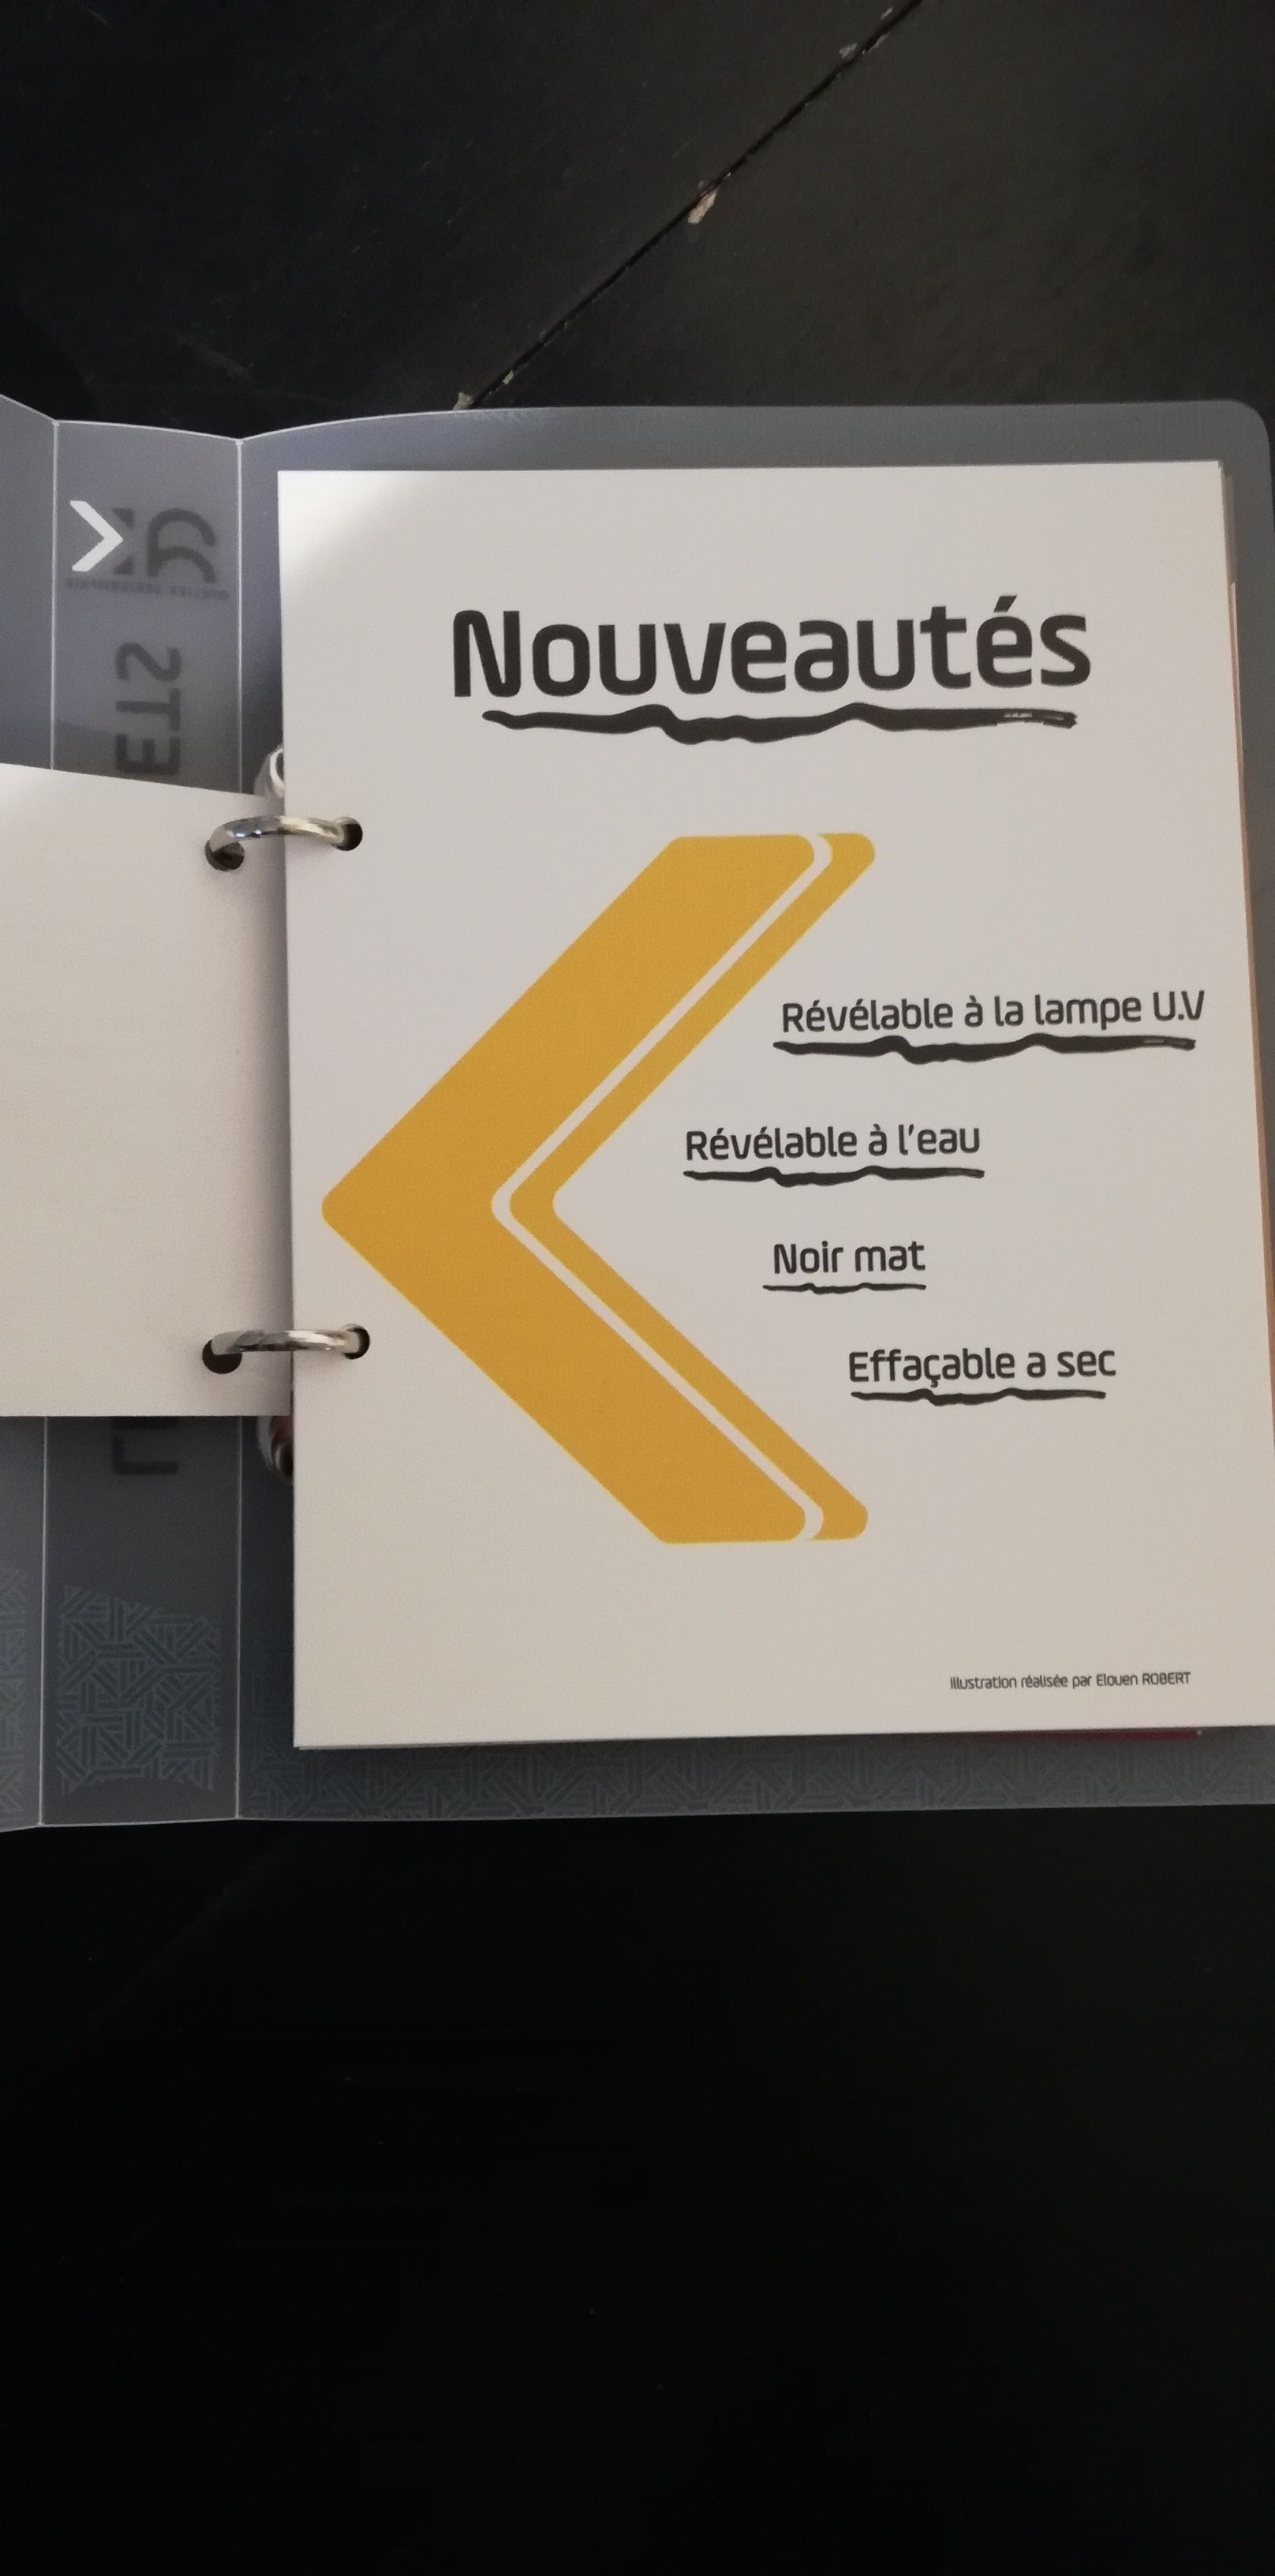 Nouveautés
Révélable à la lampe U.V
Révélable à l'eau
Noir mat
Effaçable a sec
Illustration réalisée par Elouen ROBERT